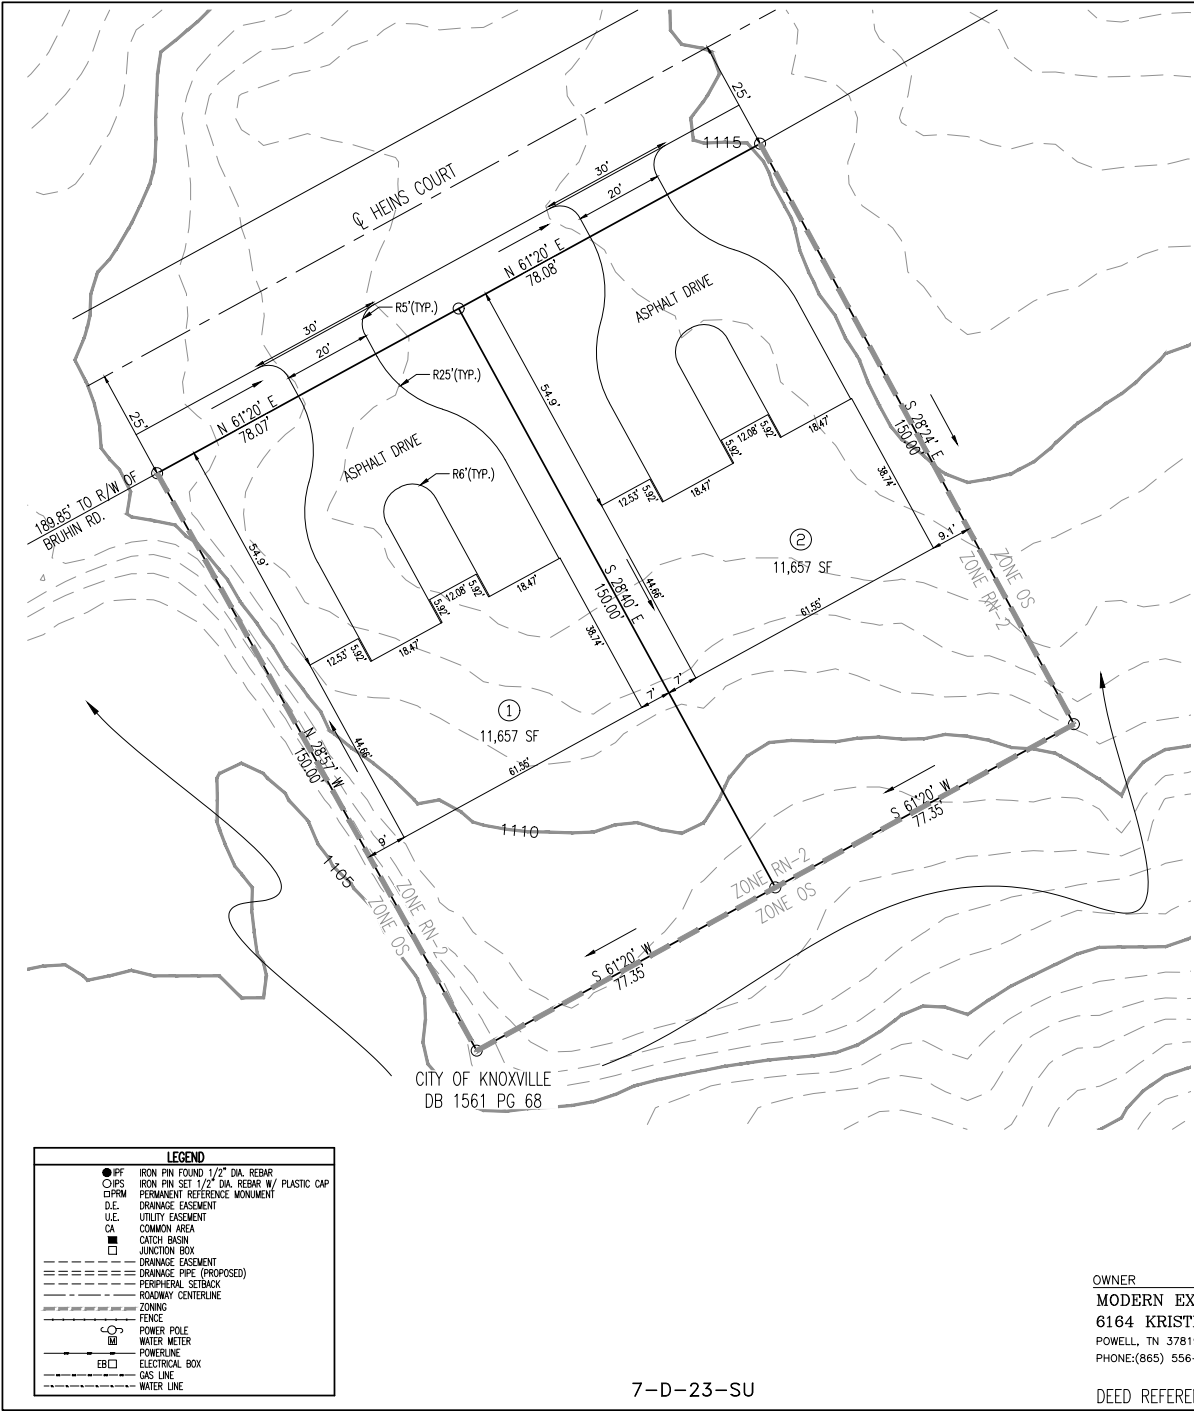 25'
1115
30'
20'
℄ HEINS COURT
N 61°20' E
78.08'
ASPHALT DRIVE
R5'(TYP.)
30'
20'
R25'(TYP.)
25'
N 61°20' E
78.07'
ASPHALT DRIVE
R6'(TYP.)
54.9'
S 28°24' E
150.00'
5.92'
12.08'
5.92'
18.47'
12.53'
5.92'
18.47'
38.74'
189.85' TO R/W OF
BRUHIN RD.
54.9'
2
11,657 SF
9.1'
ZONE OS
ZONE RN-2
5.92'
12.08'
5.92'
18.47'
S 28°40' E
150.00'
44.66'
61.55'
12.53'
5.92'
18.47'
38.74'
7'
7'
1
11,657 SF
N 28°57' W
150.00'
44.66'
61.55'
S 61°20' W
77.35'
1110
9'
1105
ZONE RN-2
ZONE OS
ZONE RN-2
ZONE OS
S 61°20' W
77.35'
CITY OF KNOXVILLE
DB 1561 PG 68
LEGEND
IPF IRON PIN FOUND 1/2" DIA. REBAR
IPS IRON PIN SET 1/2" DIA. REBAR W/ PLASTIC CAP
PRM PERMANENT REFERENCE MONUMENT
D.E. DRAINAGE EASEMENT
U.E. UTILITY EASEMENT
CA COMMON AREA
CATCH BASIN
JUNCTION BOX
DRAINAGE EASEMENT
DRAINAGE PIPE (PROPOSED)
PERIPHERAL SETBACK
ROADWAY CENTERLINE
ZONING
FENCE
POWER POLE
M WATER METER
POWERLINE
EB ELECTRICAL BOX
GAS LINE
WATER LINE
7-D-23-SU
OWNER
MODERN EX
6164 KRIST
POWELL, TN 3781
PHONE:(865) 556-
DEED REFERE